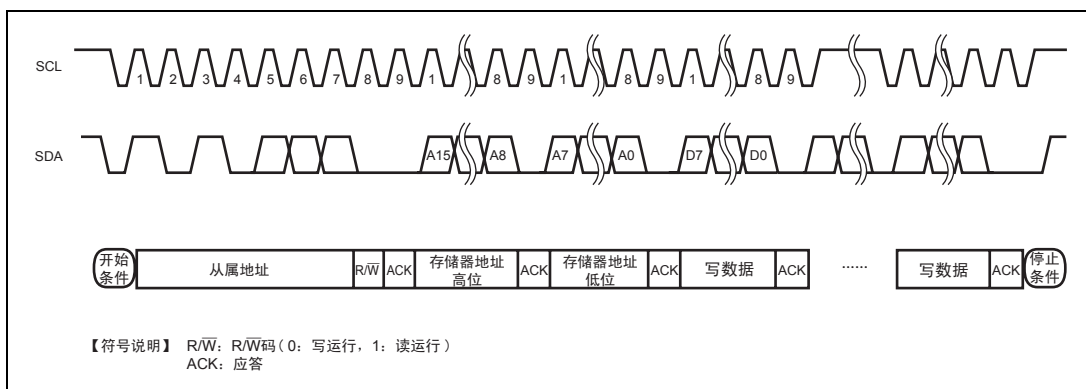 SCL
1 2 3 4 5 6 7 8 9 1 8 9 1 8 9 1 8 9
SDA
A15 A8 A7 A0 D7 D0
开始条件 从属地址 R/W̅ ACK 存储器地址高位 ACK 存储器地址低位 ACK 写数据 ACK …… 写数据 ACK 停止条件
【符号说明】 R/W̅：R/W̅码（0：写运行，1：读运行）
ACK：应答